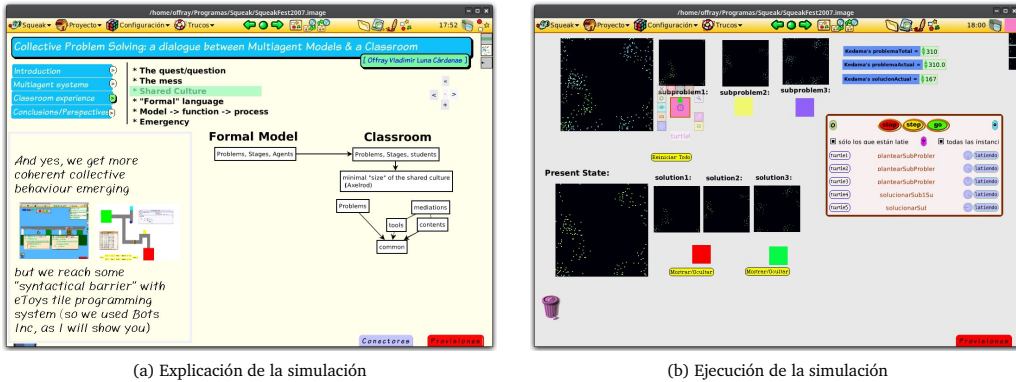 /home/offray/Programas/Squeak/SqueakFest2007.image
Squeak Proyecto Configuración Trucos 17:52
Collective Problem Solving: a dialogue between Multiagent Models & a Classroom
[ Offray Vladimir Luna Cárdenas ]
Introduction
Multiagent systems
Classroom experience
Conclusions/Perspectives
* The quest/question
* The mess
* Shared Culture
* "Formal" language
* Model -> function -> process
* Emergency
And yes, we get more
coherent collective
behaviour emerging
but we reach some
"syntactical barrier" with
eToys tile programming
system (so we used Bots
Inc, as I will show you)
Formal Model
Classroom
Problems, Stages, Agents
Problems, Stages, students
minimal "size" of the shared culture
(Axelrod)
Problems
mediations
tools
contents
common
Conectores
Provisiones
(a) Explicación de la simulación
/home/offray/Programas/Squeak/SqueakFest2007.image
Squeak Proyecto Configuración Trucos 18:00
subproblem1:
subproblem2:
subproblem3:
turtle1
Kedama's problemaTotal = 310
Kedama's problemaActual = 310.0
Kedama's solucionActual = 167
Reiniciar Todo
stop step go
sólo los que están latie
todas las instanci
turtle1 plantearSubProbler latiendo
turtle2 plantearSubProbler latiendo
turtle3 plantearSubProbler latiendo
turtle4 solucionarSub1Su latiendo
turtle5 solucionarSul latiendo
Present State:
solution1:
solution2:
solution3:
Mostrar/Ocultar
Mostrar/Ocultar
Provisiones
(b) Ejecución de la simulación